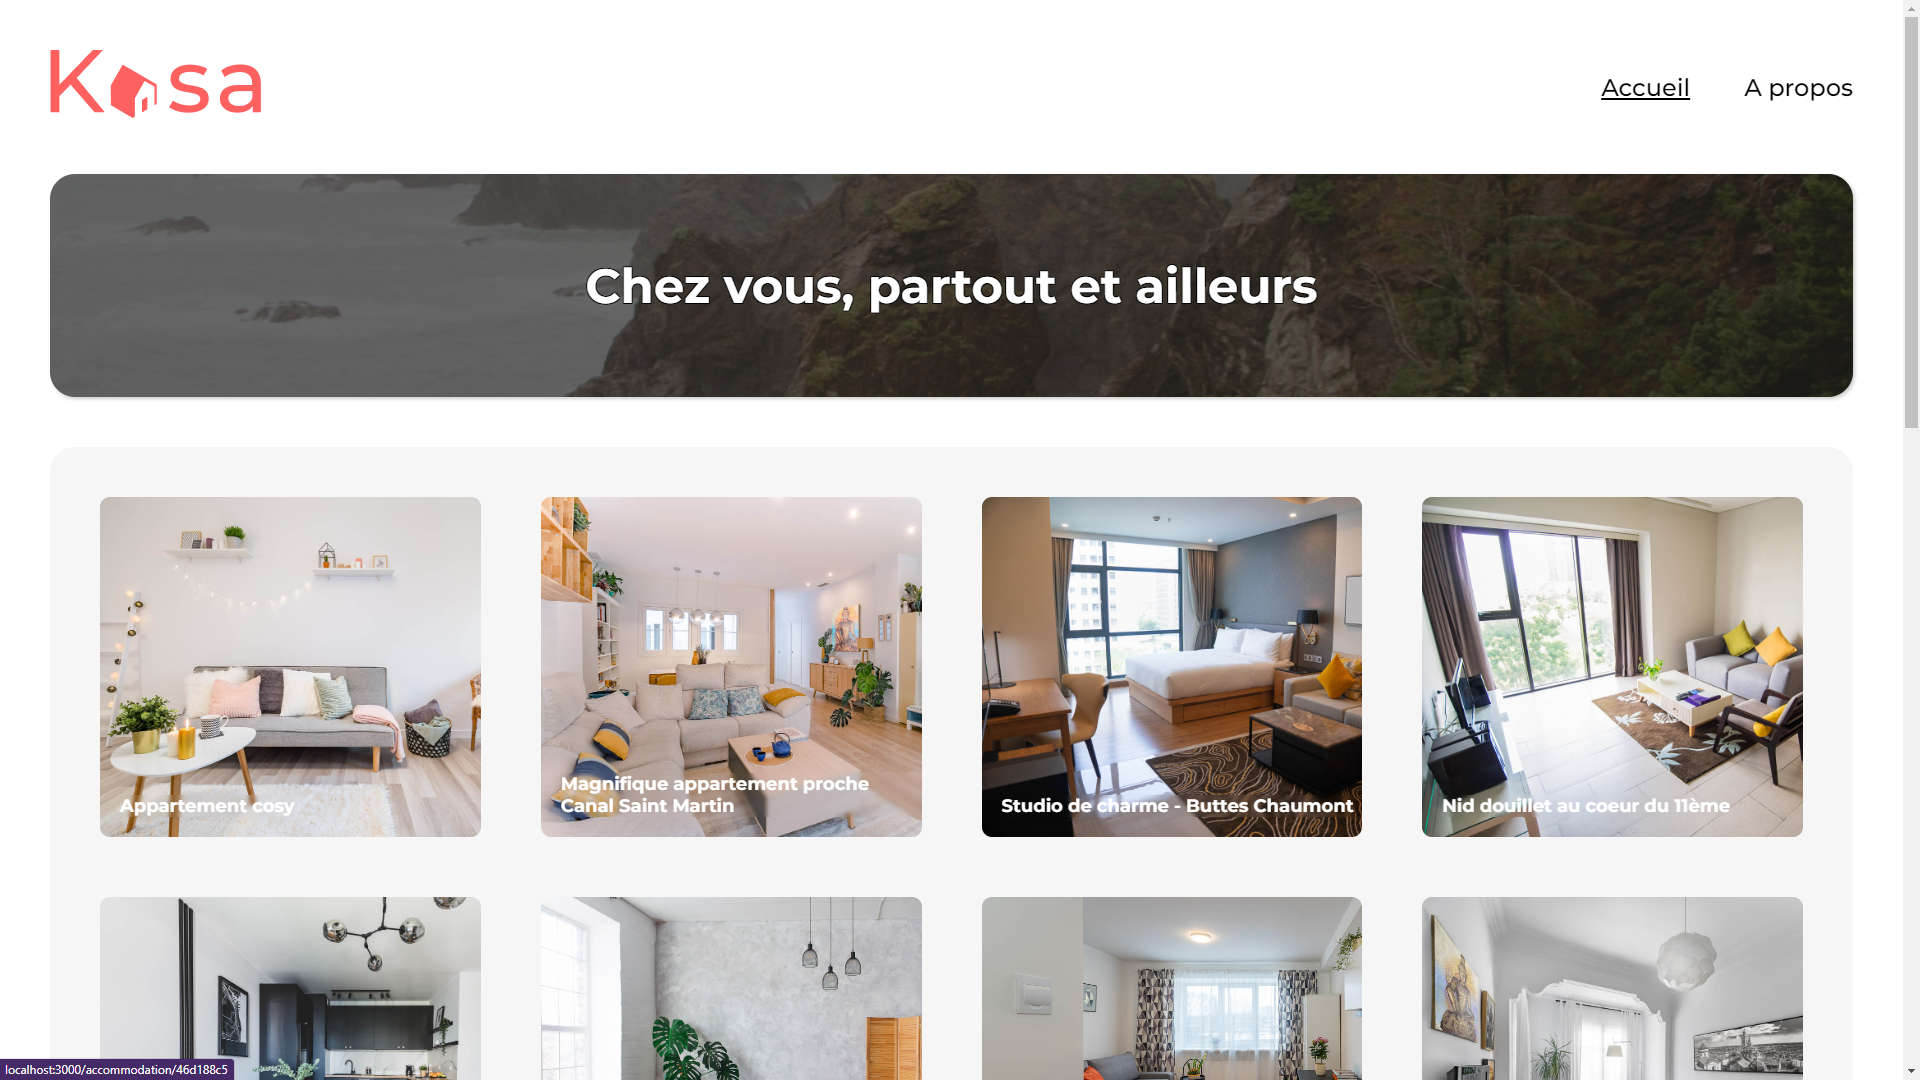 Kasa
Accueil
A propos
Chez vous, partout et ailleurs
Appartement cosy
Magnifique appartement proche
Canal Saint Martin
Studio de charme - Buttes Chaumont
Nid douillet au coeur du 11ème
localhost:3000/accommodation/46d188c5